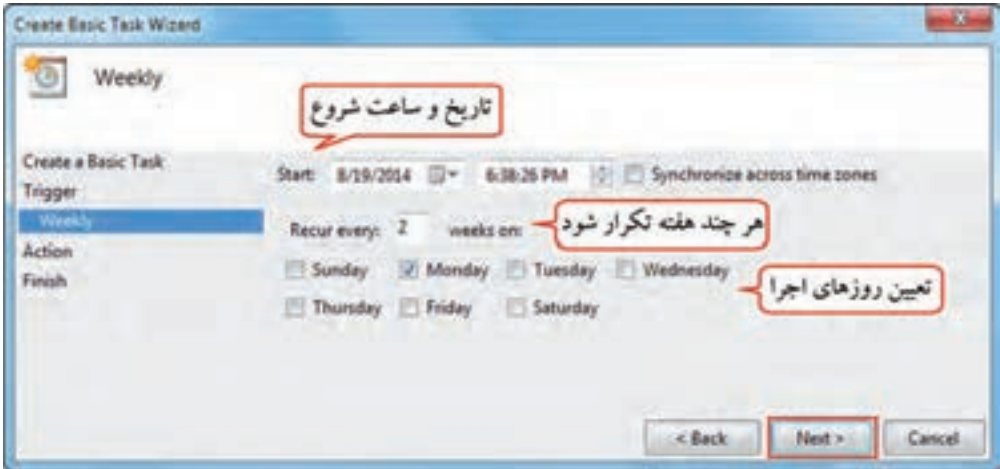 Create Basic Task Wizard
Weekly
تاریخ و ساعت شروع
Create a Basic Task
Trigger
Weekly
Action
Finish
Start: 8/19/2014 6:38:26 PM Synchronize across time zones
Recur every: 2 weeks on:
هر چند هفته تکرار شود
Sunday Monday Tuesday Wednesday
Thursday Friday Saturday
تعیین روزهای اجرا
< Back Next > Cancel